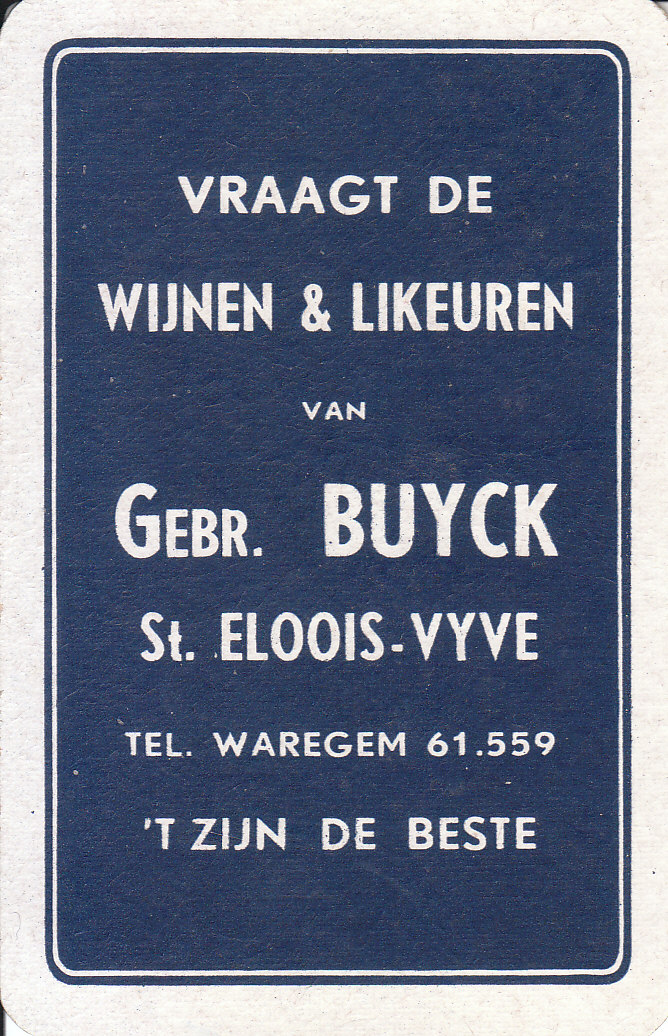 VRAAGT DE
WIJNEN & LIKEUREN
VAN
GEBR. BUYCK
St. ELOOIS-VYVE
TEL. WAREGEM 61.559
'T ZIJN DE BESTE